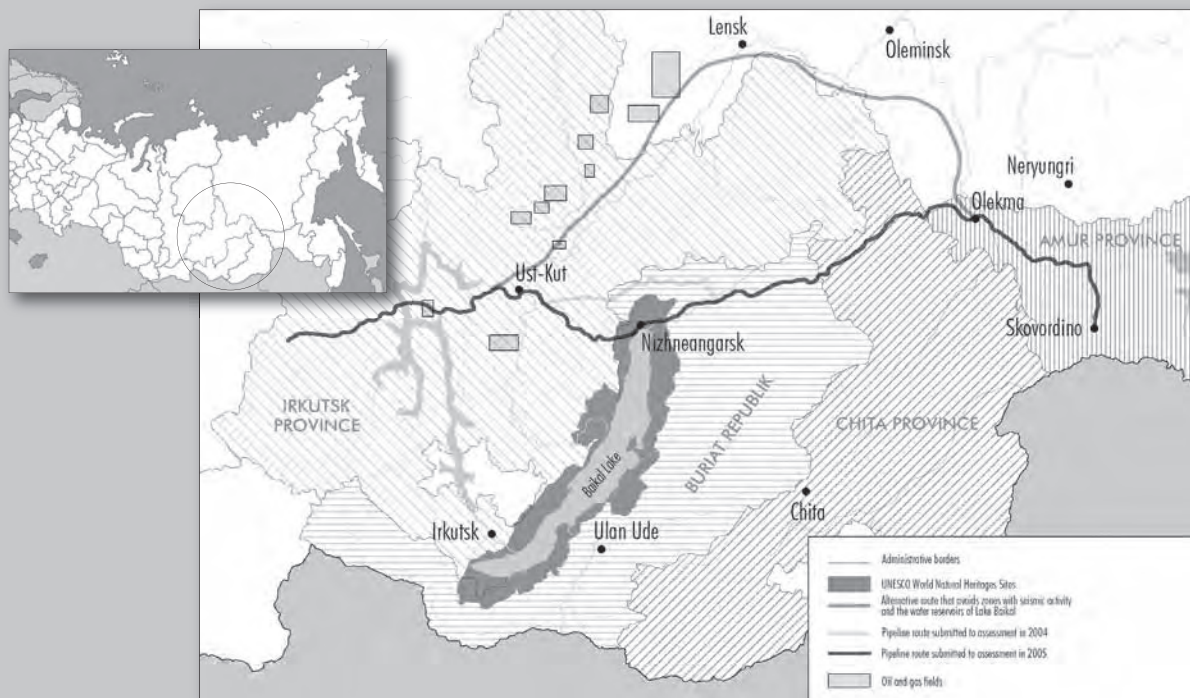 Lensk
Oleminsk
Neryungri
Olekma
AMUR PROVINCE
Ust-Kut
Skovordino
Nizhneangarsk
IRKUTSK
PROVINCE
BURIAT REPUBLIK
CHITA PROVINCE
Baikal Lake
Chita
Irkutsk
Ulan Ude
Administrative borders
UNESCO World Natural Heritages Sites
Alternative route that avoids zones with seismic activity
and the water reservoirs of Lake Baikal
Pipeline route submitted to assessment in 2004
Pipeline route submitted to assessment in 2005
Oil and gas fields